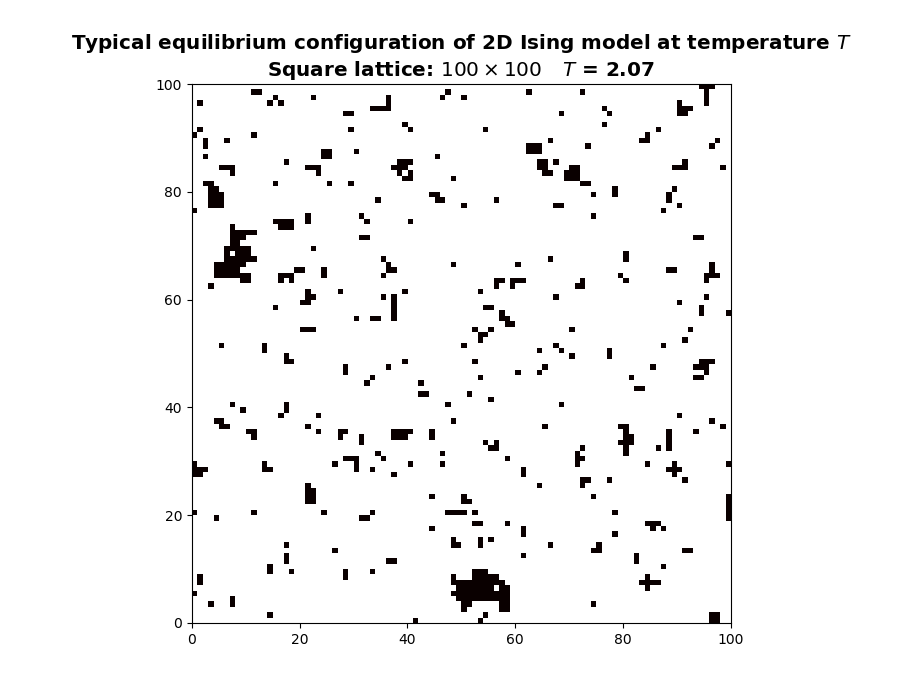 Typical equilibrium configuration of 2D Ising model at temperature T
Square lattice: 100 × 100 T = 2.07
100
80
60
40
20
0
0 20 40 60 80 100